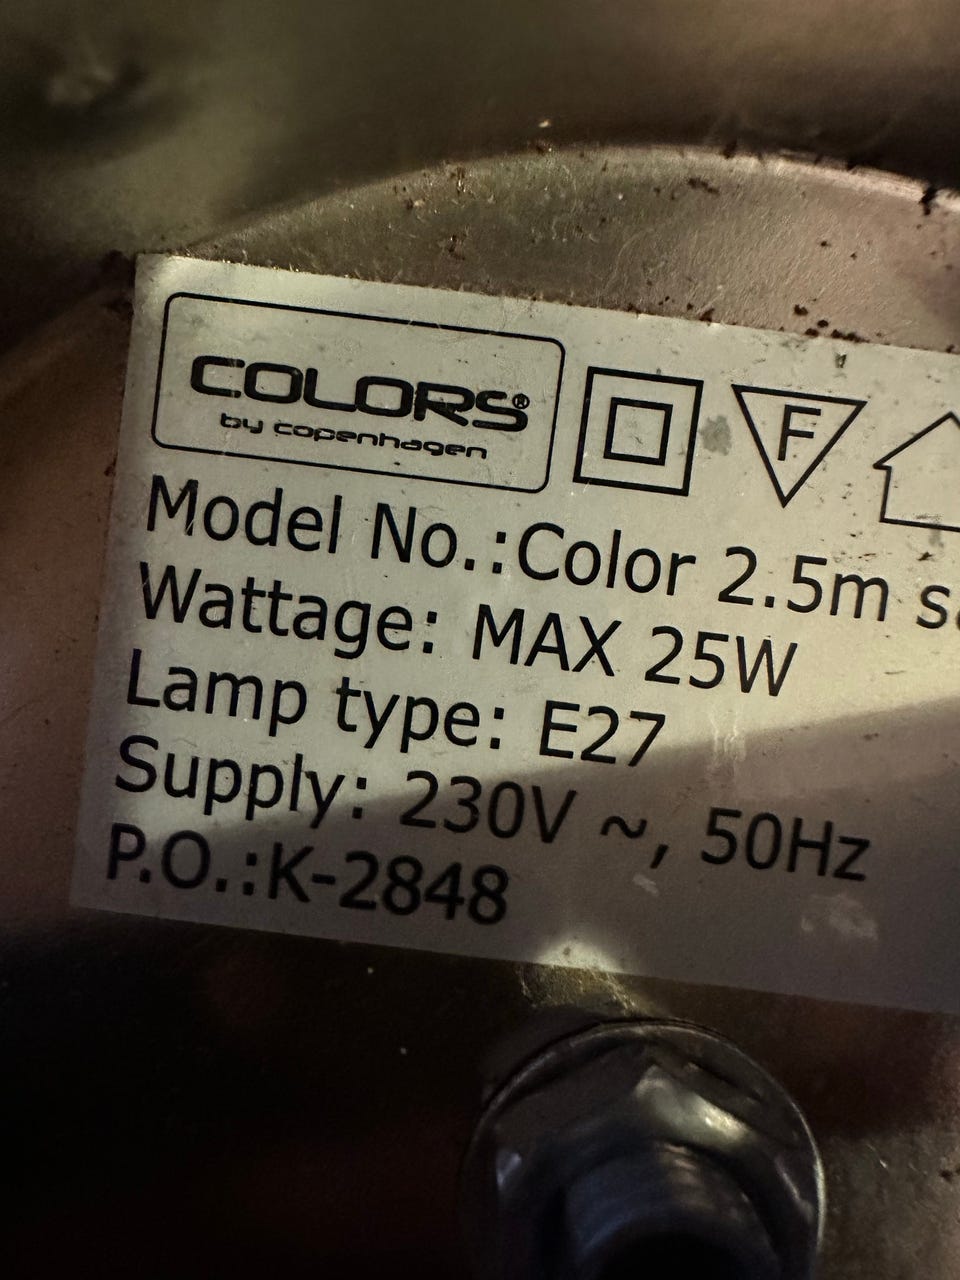 COLORS®
by copenhagen
F
Model No.:Color 2.5m
Wattage: MAX 25W
Lamp type: E27
Supply: 230V ~, 50Hz
P.O.:K-2848